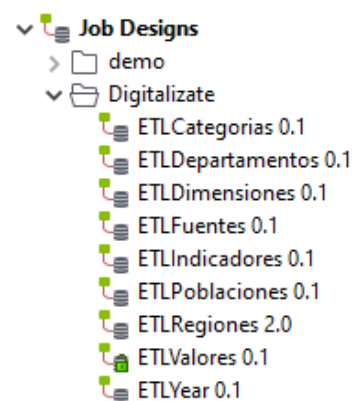 Job Designs
demo
Digitalizate
ETLCategorias 0.1
ETLDepartamentos 0.1
ETLDimensiones 0.1
ETLFuentes 0.1
ETLIndicadores 0.1
ETLPoblaciones 0.1
ETLRegiones 2.0
ETLValores 0.1
ETLYear 0.1